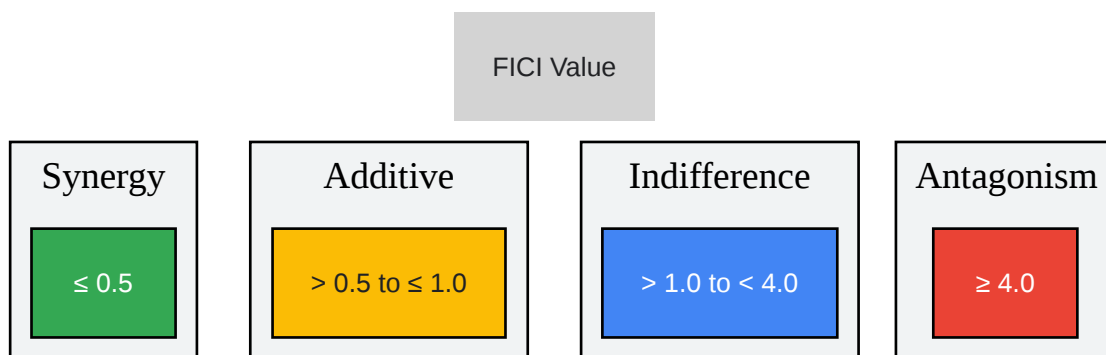 FICI Value
Synergy
≤ 0.5
Additive
> 0.5 to ≤ 1.0
Indifference
> 1.0 to < 4.0
Antagonism
≥ 4.0